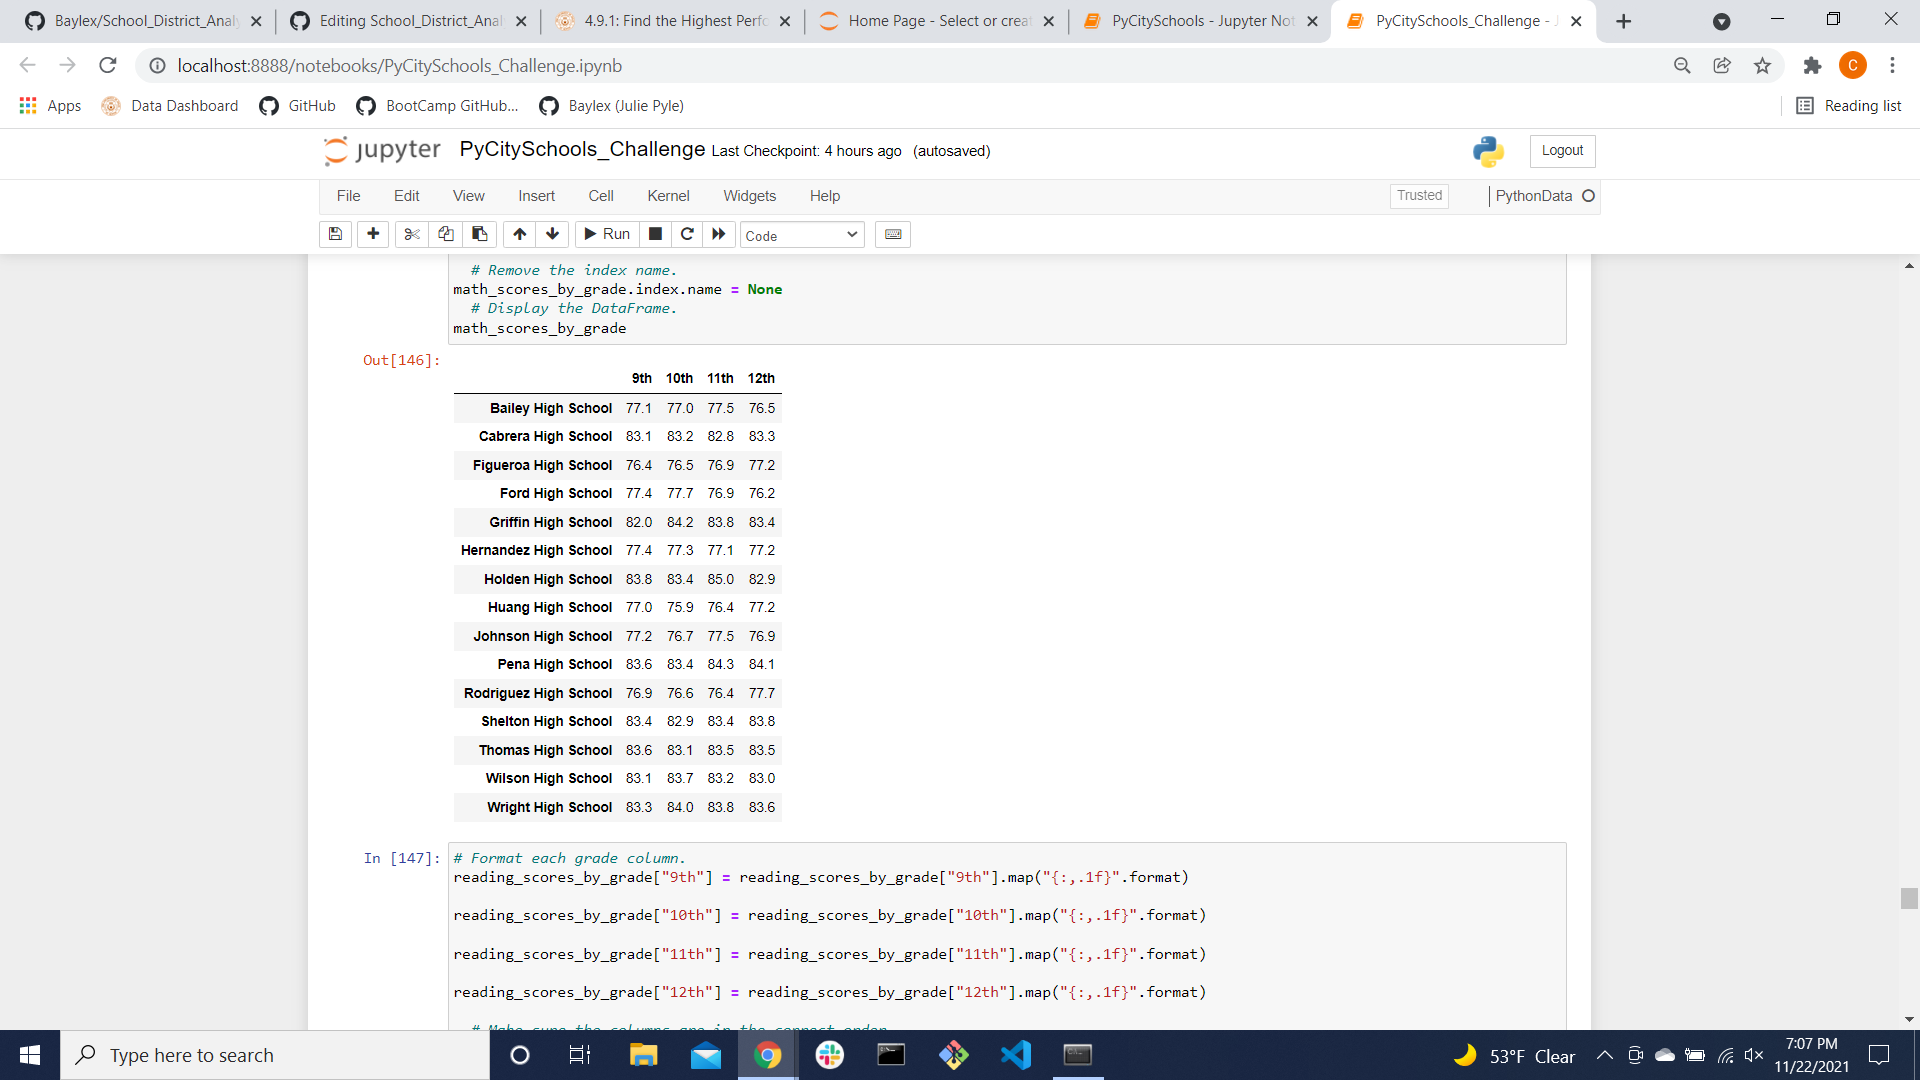 Baylex/School_District_Analy
Editing School_District_Anal
4.9.1: Find the Highest Perfo
Home Page - Select or creat
PyCitySchools - Jupyter Not
PyCitySchools_Challenge - J
localhost:8888/notebooks/PyCitySchools_Challenge.ipynb
C
Apps
Data Dashboard
GitHub
BootCamp GitHub...
Baylex (Julie Pyle)
Reading list
jupyter
PyCitySchools_Challenge Last Checkpoint: 4 hours ago (autosaved)
Logout
File Edit View Insert Cell Kernel Widgets Help
Trusted
PythonData
Run
Code
# Remove the index name.
math_scores_by_grade.index.name = None
# Display the DataFrame.
math_scores_by_grade
Out[146]:
9th 10th 11th 12th
Bailey High School 77.1 77.0 77.5 76.5
Cabrera High School 83.1 83.2 82.8 83.3
Figueroa High School 76.4 76.5 76.9 77.2
Ford High School 77.4 77.7 76.9 76.2
Griffin High School 82.0 84.2 83.8 83.4
Hernandez High School 77.4 77.3 77.1 77.2
Holden High School 83.8 83.4 85.0 82.9
Huang High School 77.0 75.9 76.4 77.2
Johnson High School 77.2 76.7 77.5 76.9
Pena High School 83.6 83.4 84.3 84.1
Rodriguez High School 76.9 76.6 76.4 77.7
Shelton High School 83.4 82.9 83.4 83.8
Thomas High School 83.6 83.1 83.5 83.5
Wilson High School 83.1 83.7 83.2 83.0
Wright High School 83.3 84.0 83.8 83.6
In [147]:
# Format each grade column.
reading_scores_by_grade["9th"] = reading_scores_by_grade["9th"].map("{:,.1f}".format)
reading_scores_by_grade["10th"] = reading_scores_by_grade["10th"].map("{:,.1f}".format)
reading_scores_by_grade["11th"] = reading_scores_by_grade["11th"].map("{:,.1f}".format)
reading_scores_by_grade["12th"] = reading_scores_by_grade["12th"].map("{:,.1f}".format)
# Make sure the columns are in the correct order.
Type here to search
53°F Clear
7:07 PM
11/22/2021